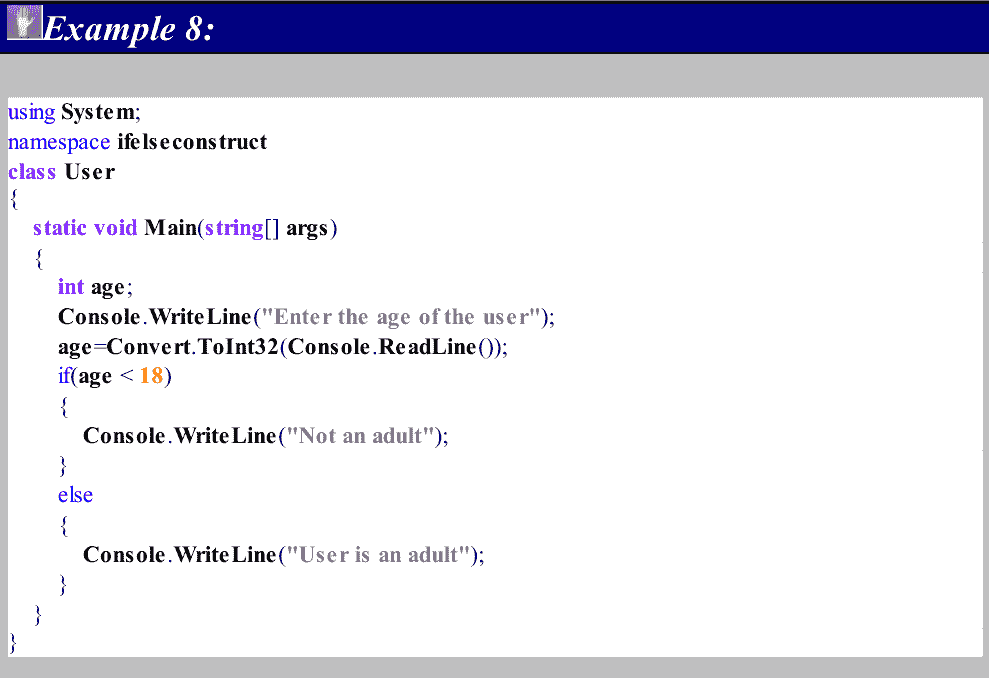 Example 8:
using System;
namespace ifelseconstruct
class User
{
static void Main(string[] args)
{
int age;
Console.WriteLine("Enter the age of the user");
age=Convert.ToInt32(Console.ReadLine());
if(age < 18)
{
Console.WriteLine("Not an adult");
}
else
{
Console.WriteLine("User is an adult");
}
}
}